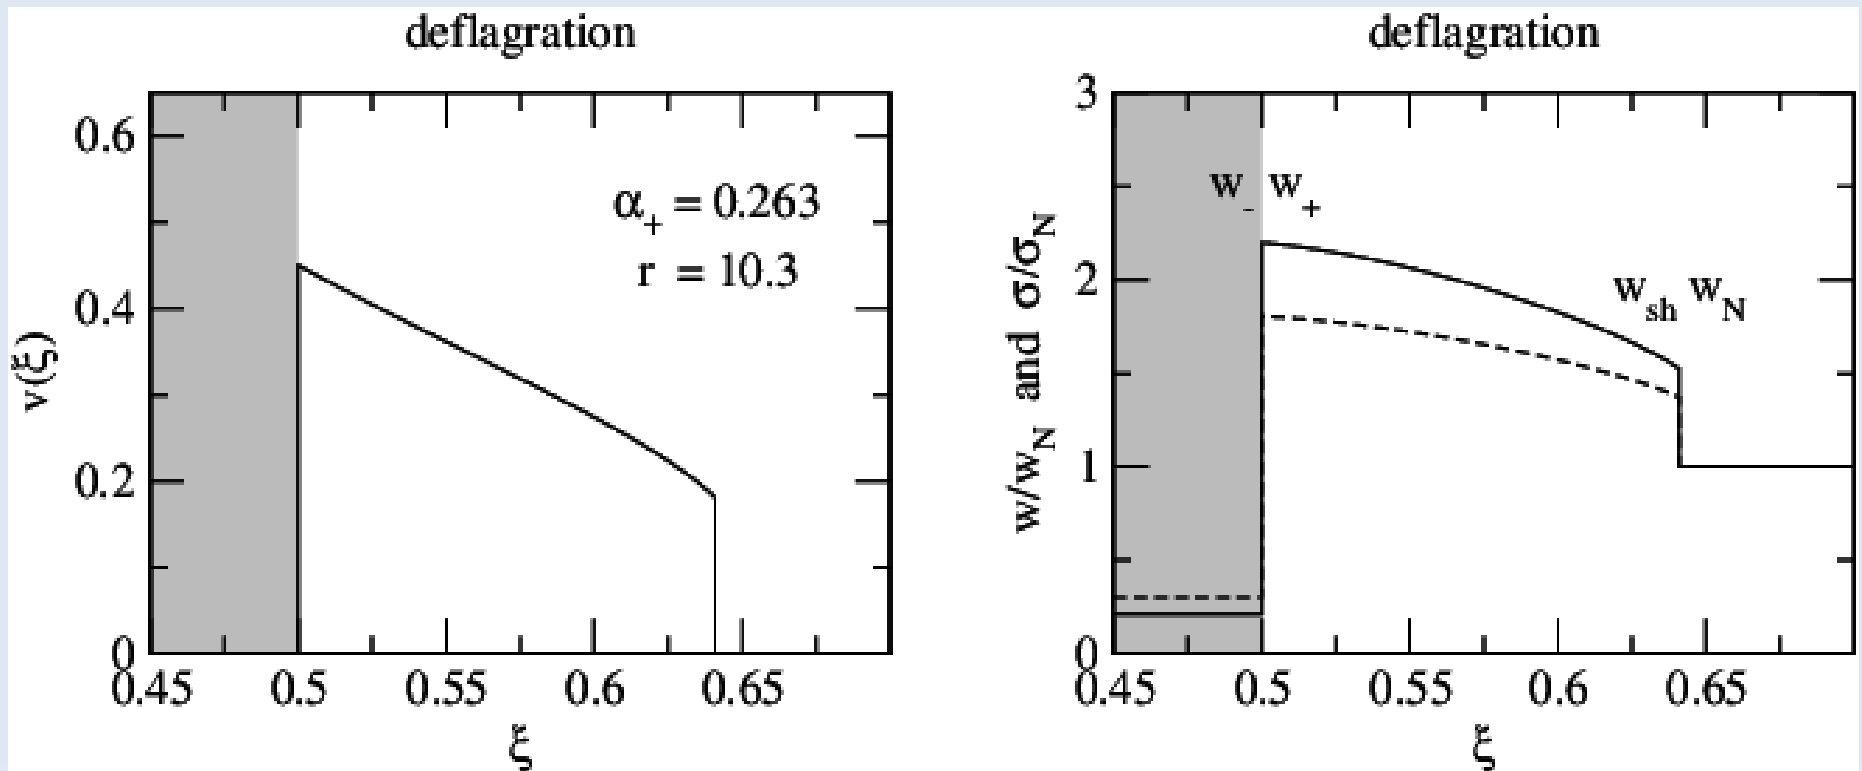 deflagration
0.6
0.4
0.2
0
v(ξ)
α+ = 0.263
r = 10.3
0.45 0.5 0.55 0.6 0.65
ξ
deflagration
3
2
1
0
w/wN and σ/σN
w- w+
wsh wN
0.45 0.5 0.55 0.6 0.65
ξ